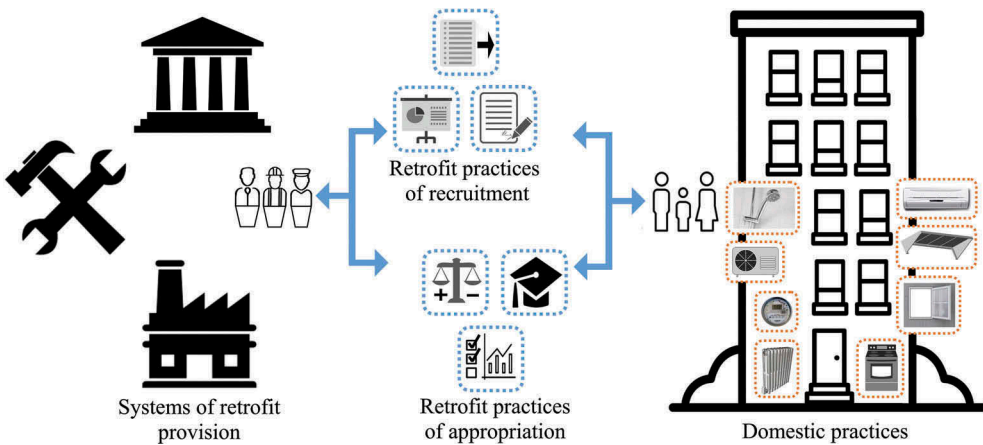 Retrofit practices
of recruitment
Systems of retrofit
provision
Retrofit practices
of appropriation
Domestic practices